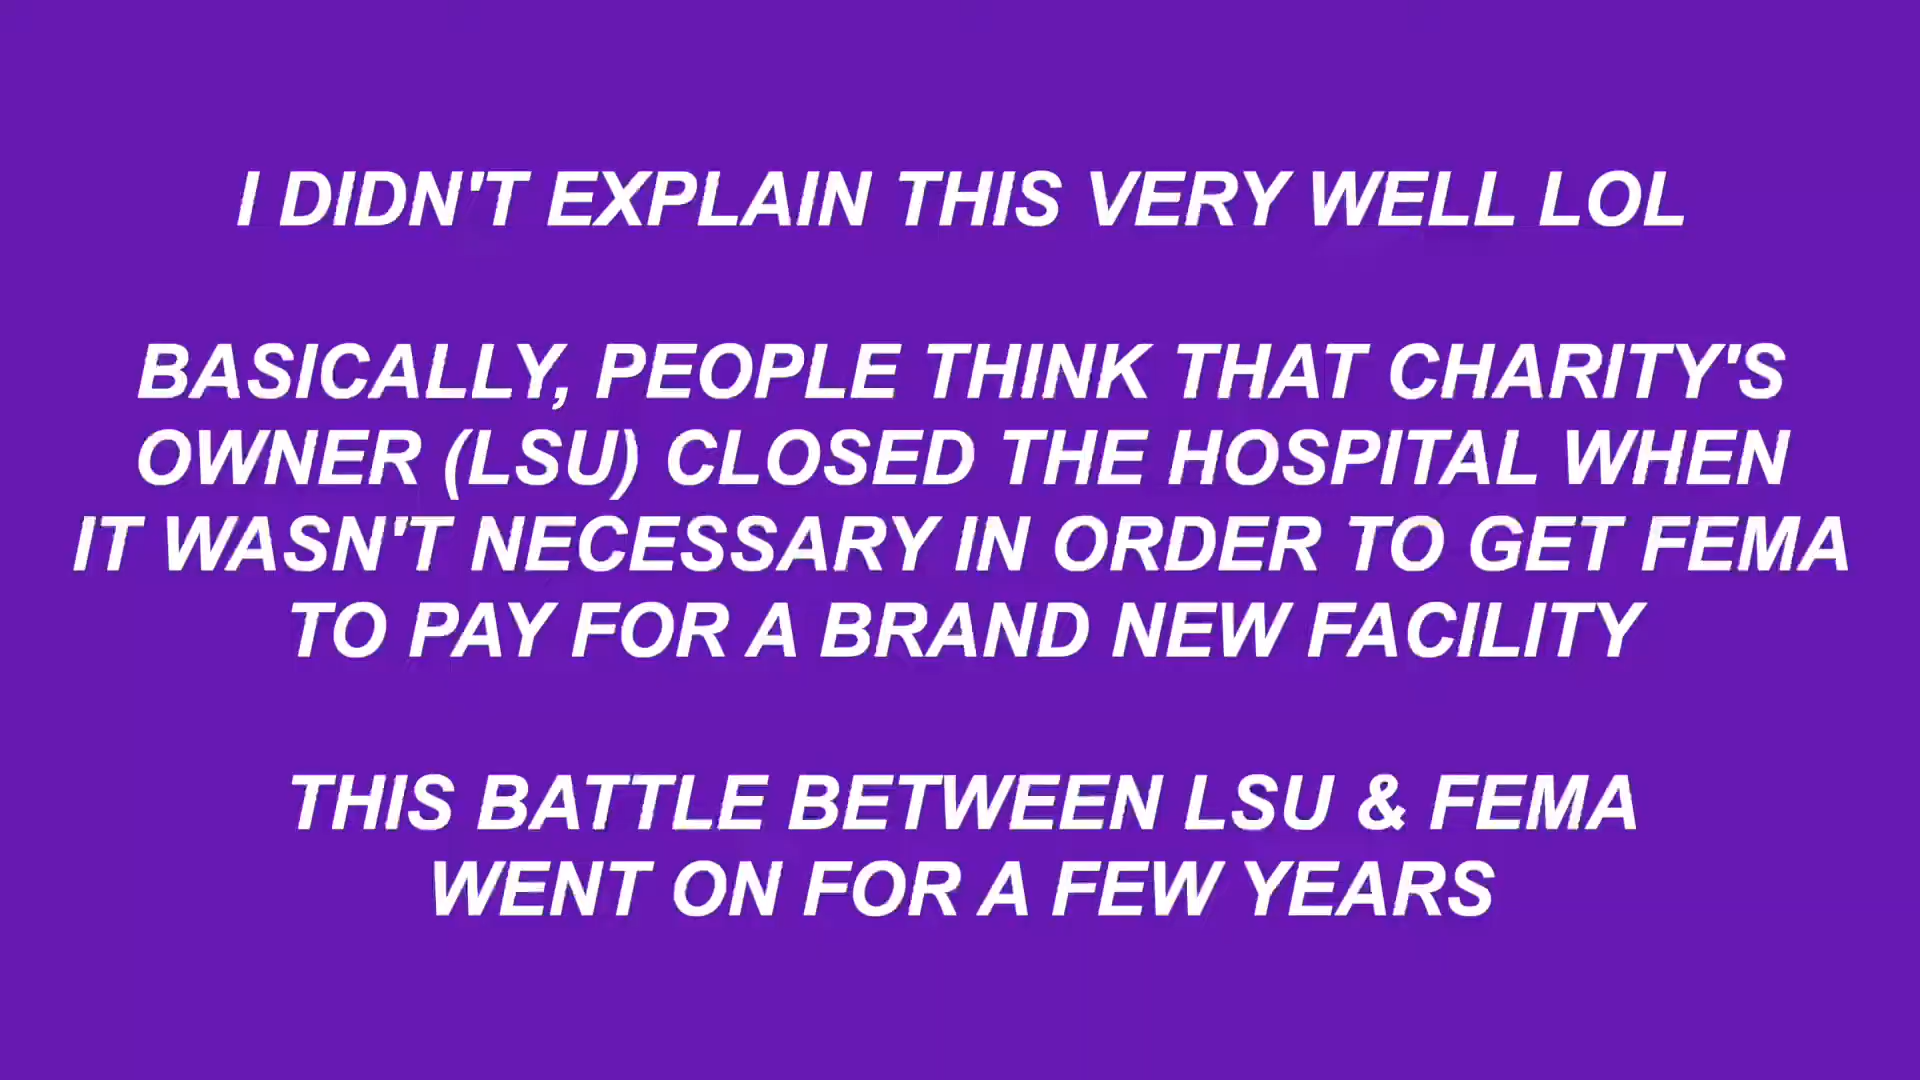 I DIDN'T EXPLAIN THIS VERY WELL LOL
BASICALLY, PEOPLE THINK THAT CHARITY'S
OWNER (LSU) CLOSED THE HOSPITAL WHEN
IT WASN'T NECESSARY IN ORDER TO GET FEMA
TO PAY FOR A BRAND NEW FACILITY
THIS BATTLE BETWEEN LSU & FEMA
WENT ON FOR A FEW YEARS